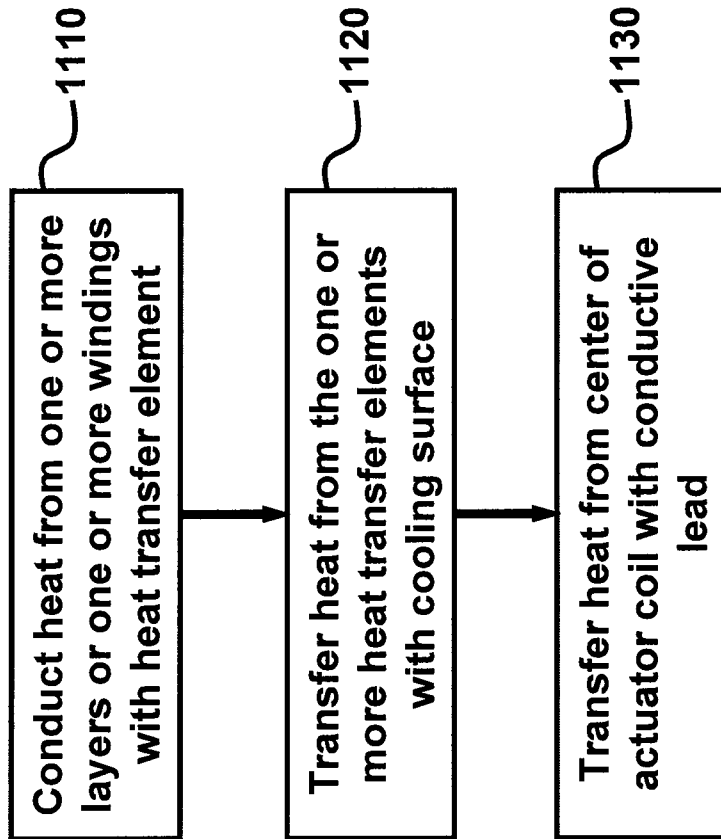 Conduct heat from one or more
layers or one or more windings
with heat transfer element
1110
Transfer heat from the one or
more heat transfer elements
with cooling surface
1120
Transfer heat from center of
actuator coil with conductive
lead
1130